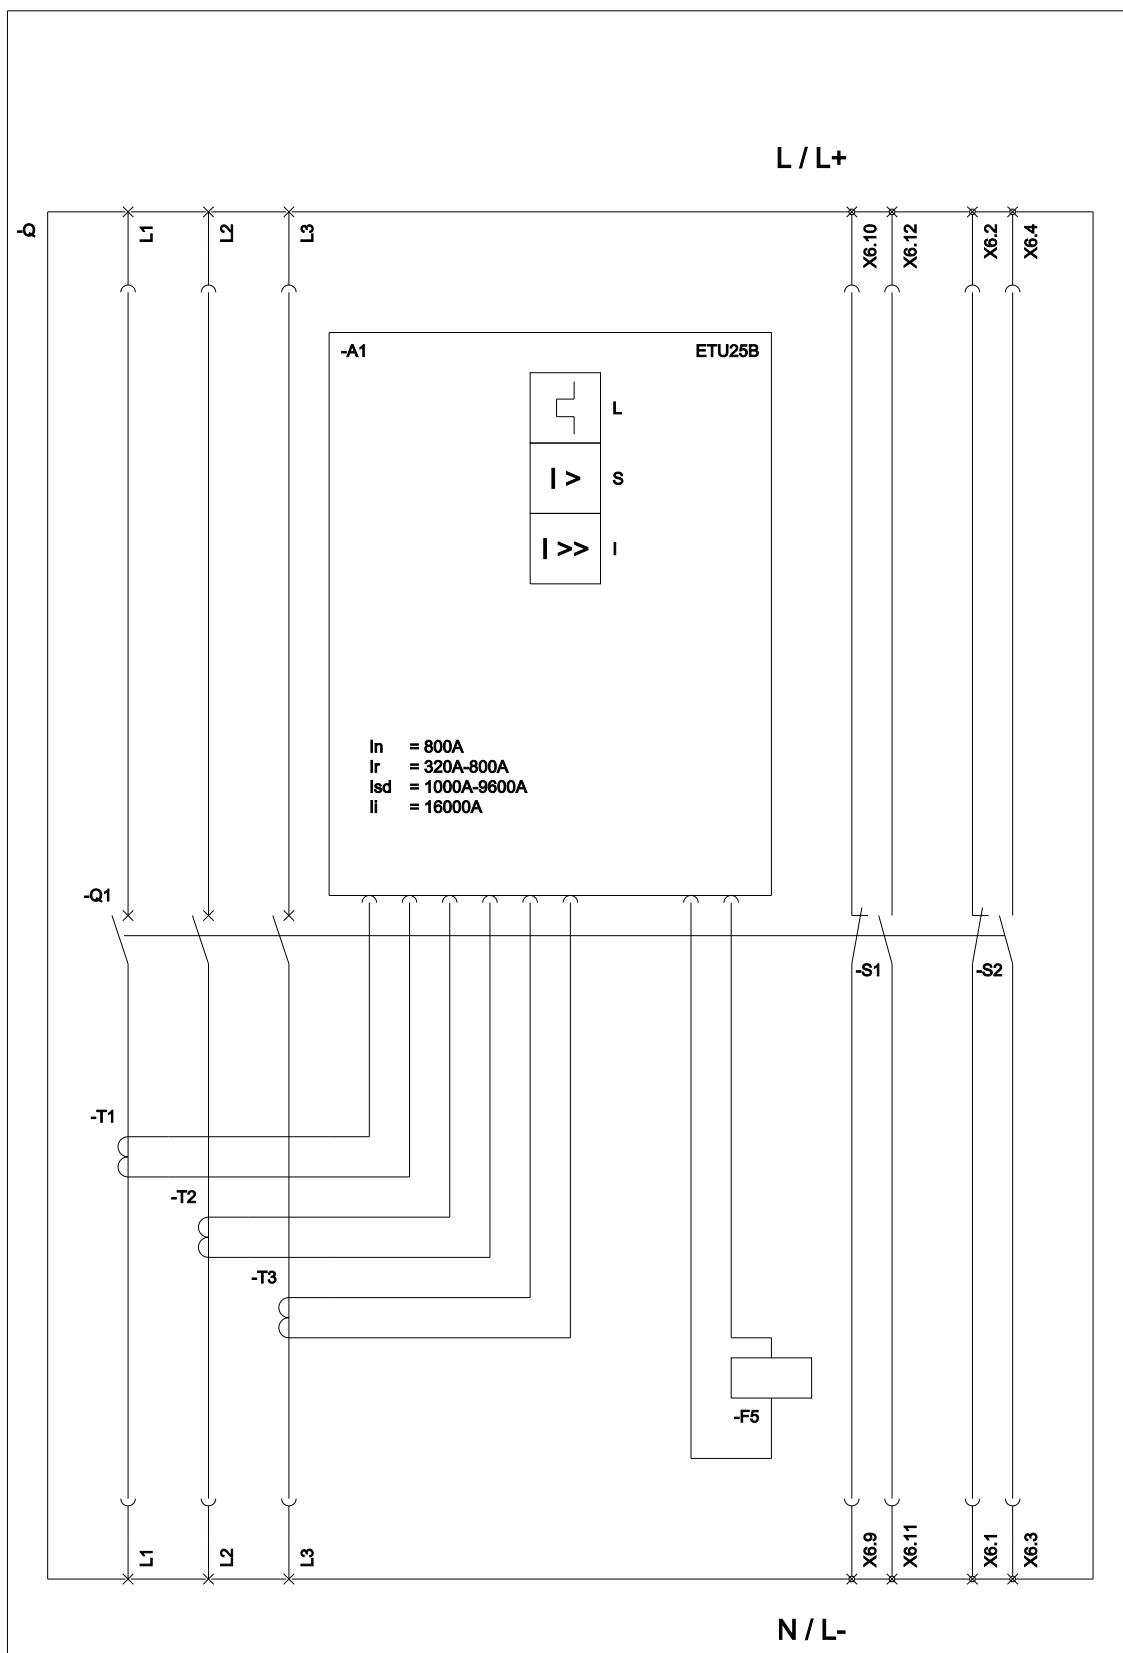 L / L+
-Q
L1
L2
L3
X6.10
X6.12
X6.2
X6.4
-A1
ETU25B
L
I >
S
I >>
I
In = 800A
Ir = 320A-800A
Isd = 1000A-9600A
Ii = 16000A
-Q1
-S1
-S2
-T1
-T2
-T3
-F5
L1
L2
L3
X6.9
X6.11
X6.1
X6.3
N / L-